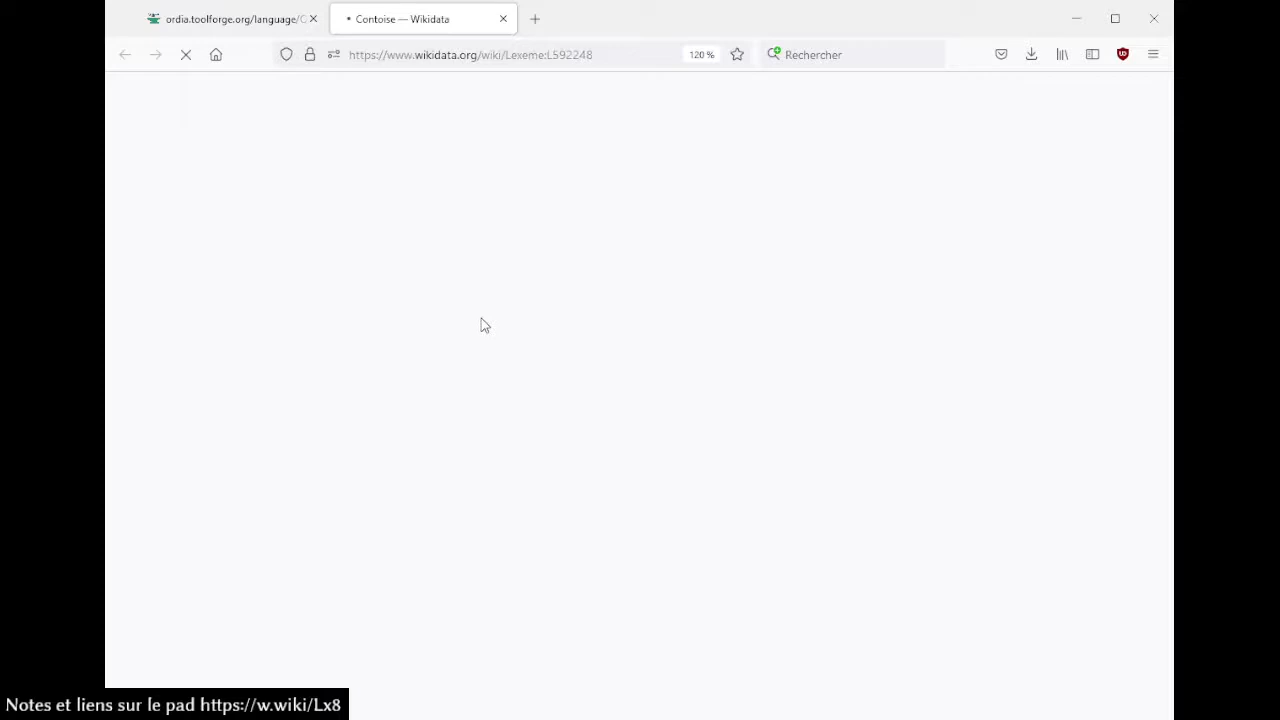 ordia.toolforge.org/language/
Contoise — Wikidata
https://www.wikidata.org/wiki/Lexeme:L592248
120 %
Rechercher
Notes et liens sur le pad https://w.wiki/Lx8